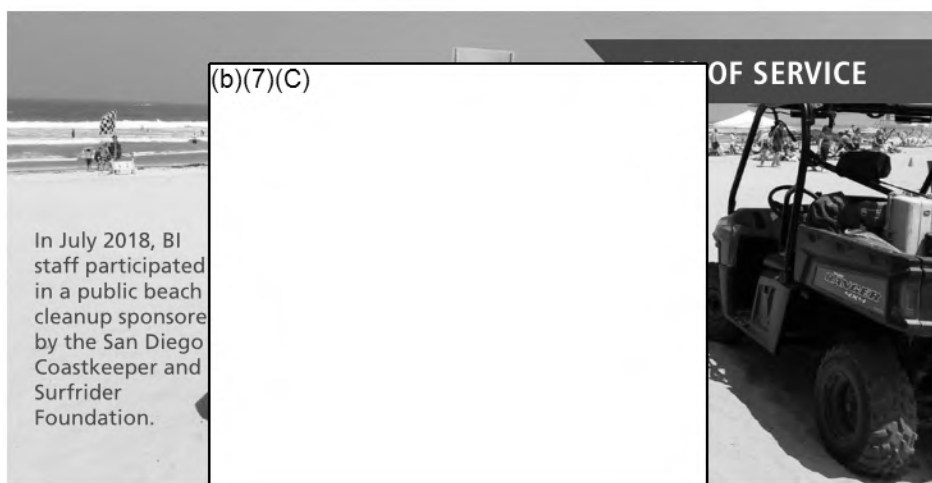 OF SERVICE
(b)(7)(C)
In July 2018, BI
staff participated
in a public beach
cleanup sponsore
by the San Diego
Coastkeeper and
Surfrider
Foundation.
RANGER